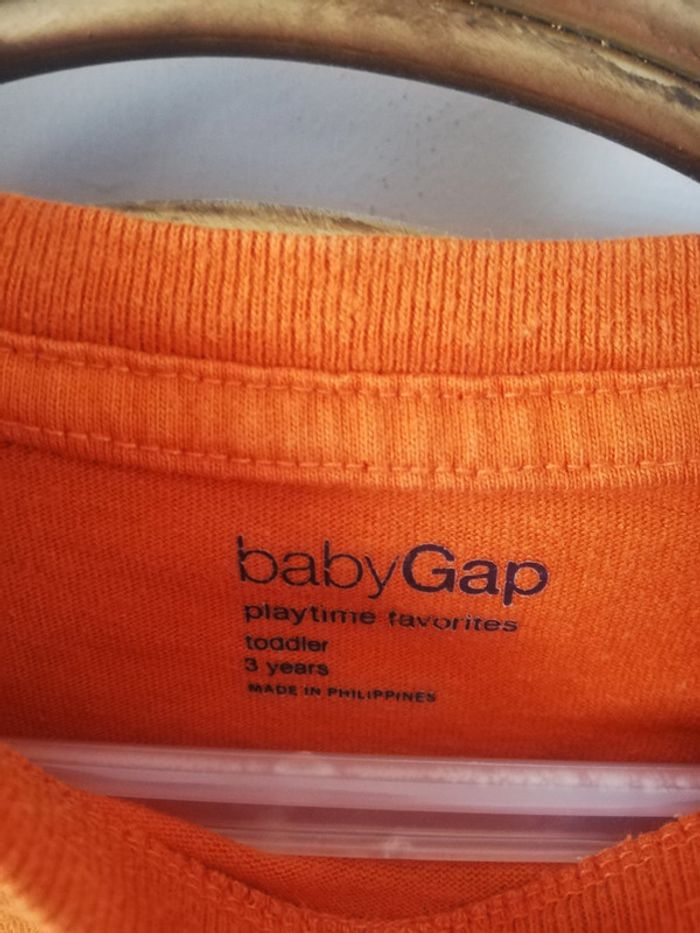 babyGap
playtime favorites
toddler
3 years
MADE IN PHILIPPINES